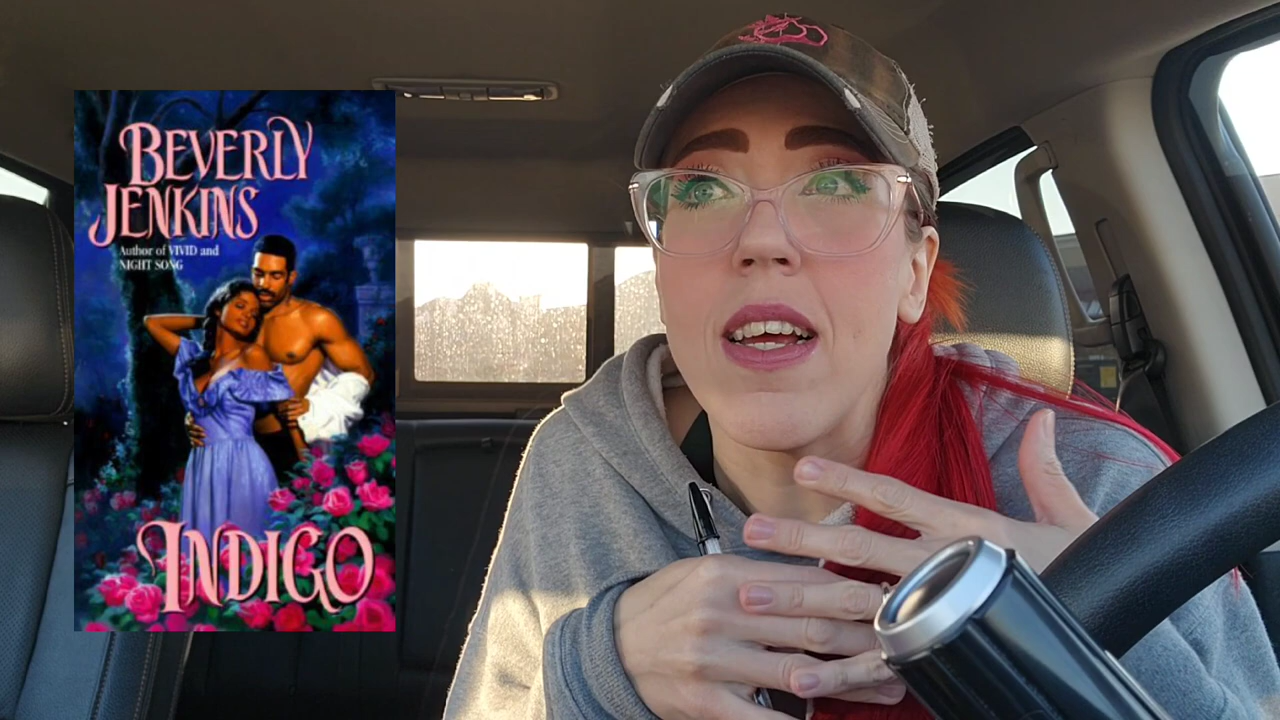 BEVERLY
JENKINS
Author of VIVID and
NIGHT SONG
INDIGO